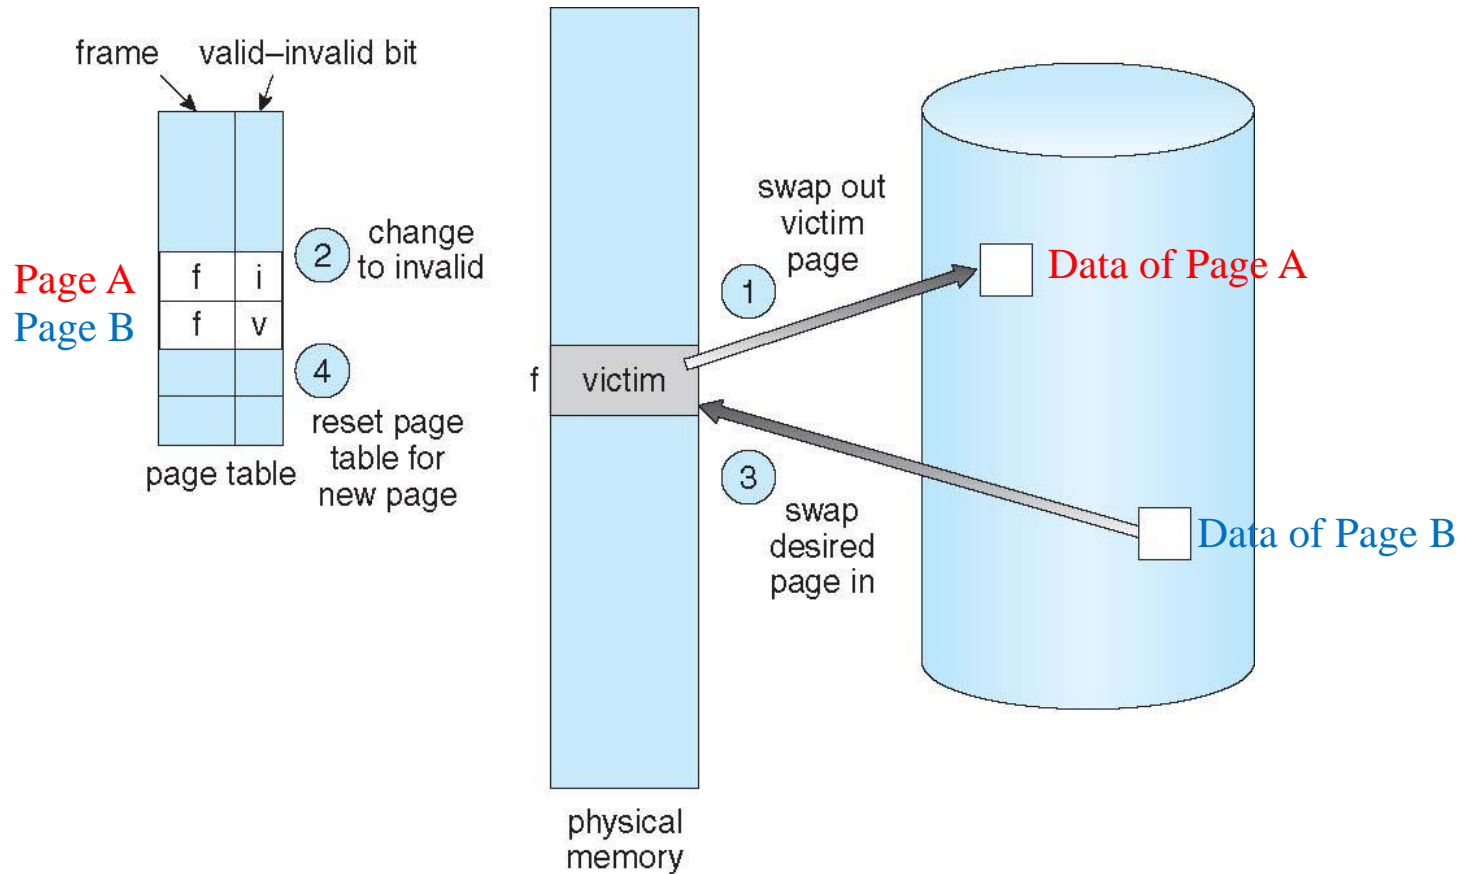 frame
valid–invalid bit
Page A
f
i
Page B
f
v
2
change
to invalid
4
reset page
table for
new page
page table
f
victim
physical
memory
swap out
victim
page
1
3
swap
desired
page in
Data of Page A
Data of Page B